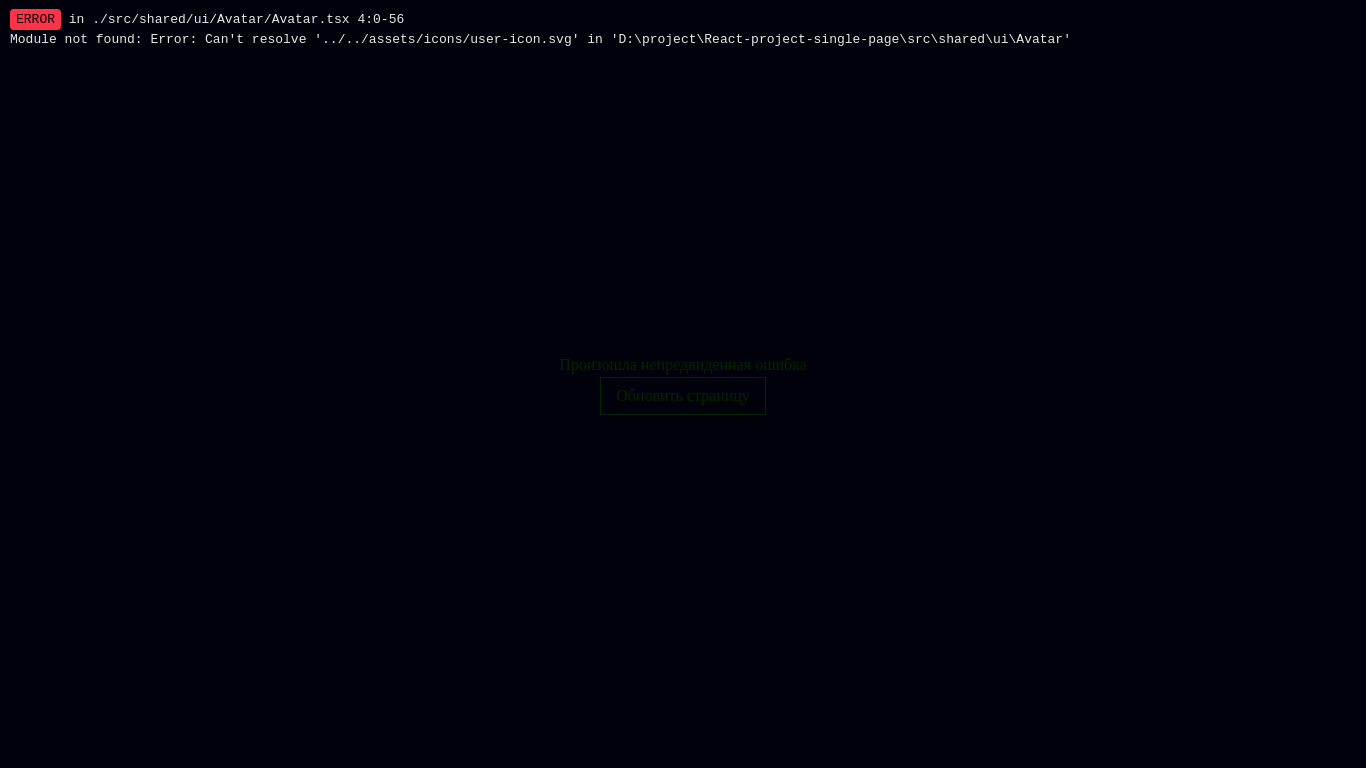 ERROR in ./src/shared/ui/Avatar/Avatar.tsx 4:0-56
Module not found: Error: Can't resolve '../../assets/icons/user-icon.svg' in 'D:\project\React-project-single-page\src\shared\ui\Avatar'
Произошла непредвиденная ошибка
Обновить страницу